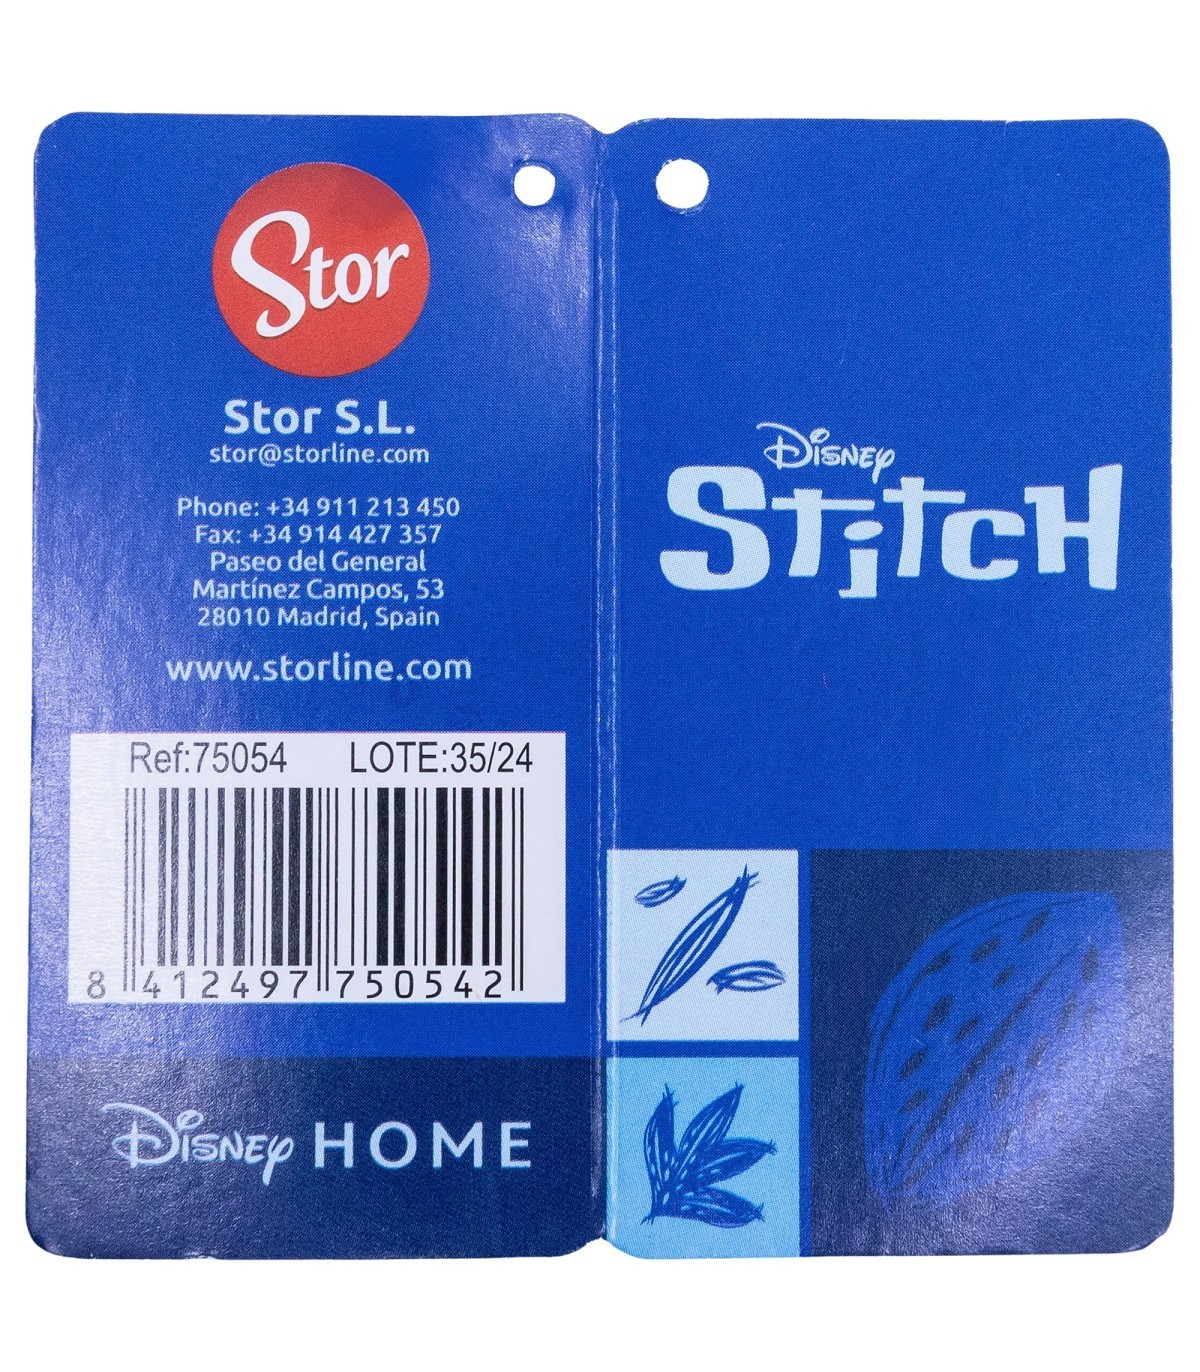 Stor
Stor S.L.
stor@storline.com
Phone: +34 911 213 450
Fax: +34 914 427 357
Paseo del General
Martínez Campos, 53
28010 Madrid, Spain
www.storline.com
Ref:75054 LOTE:35/24
8 412497 750542
Disney HOME
Disney
Stitch